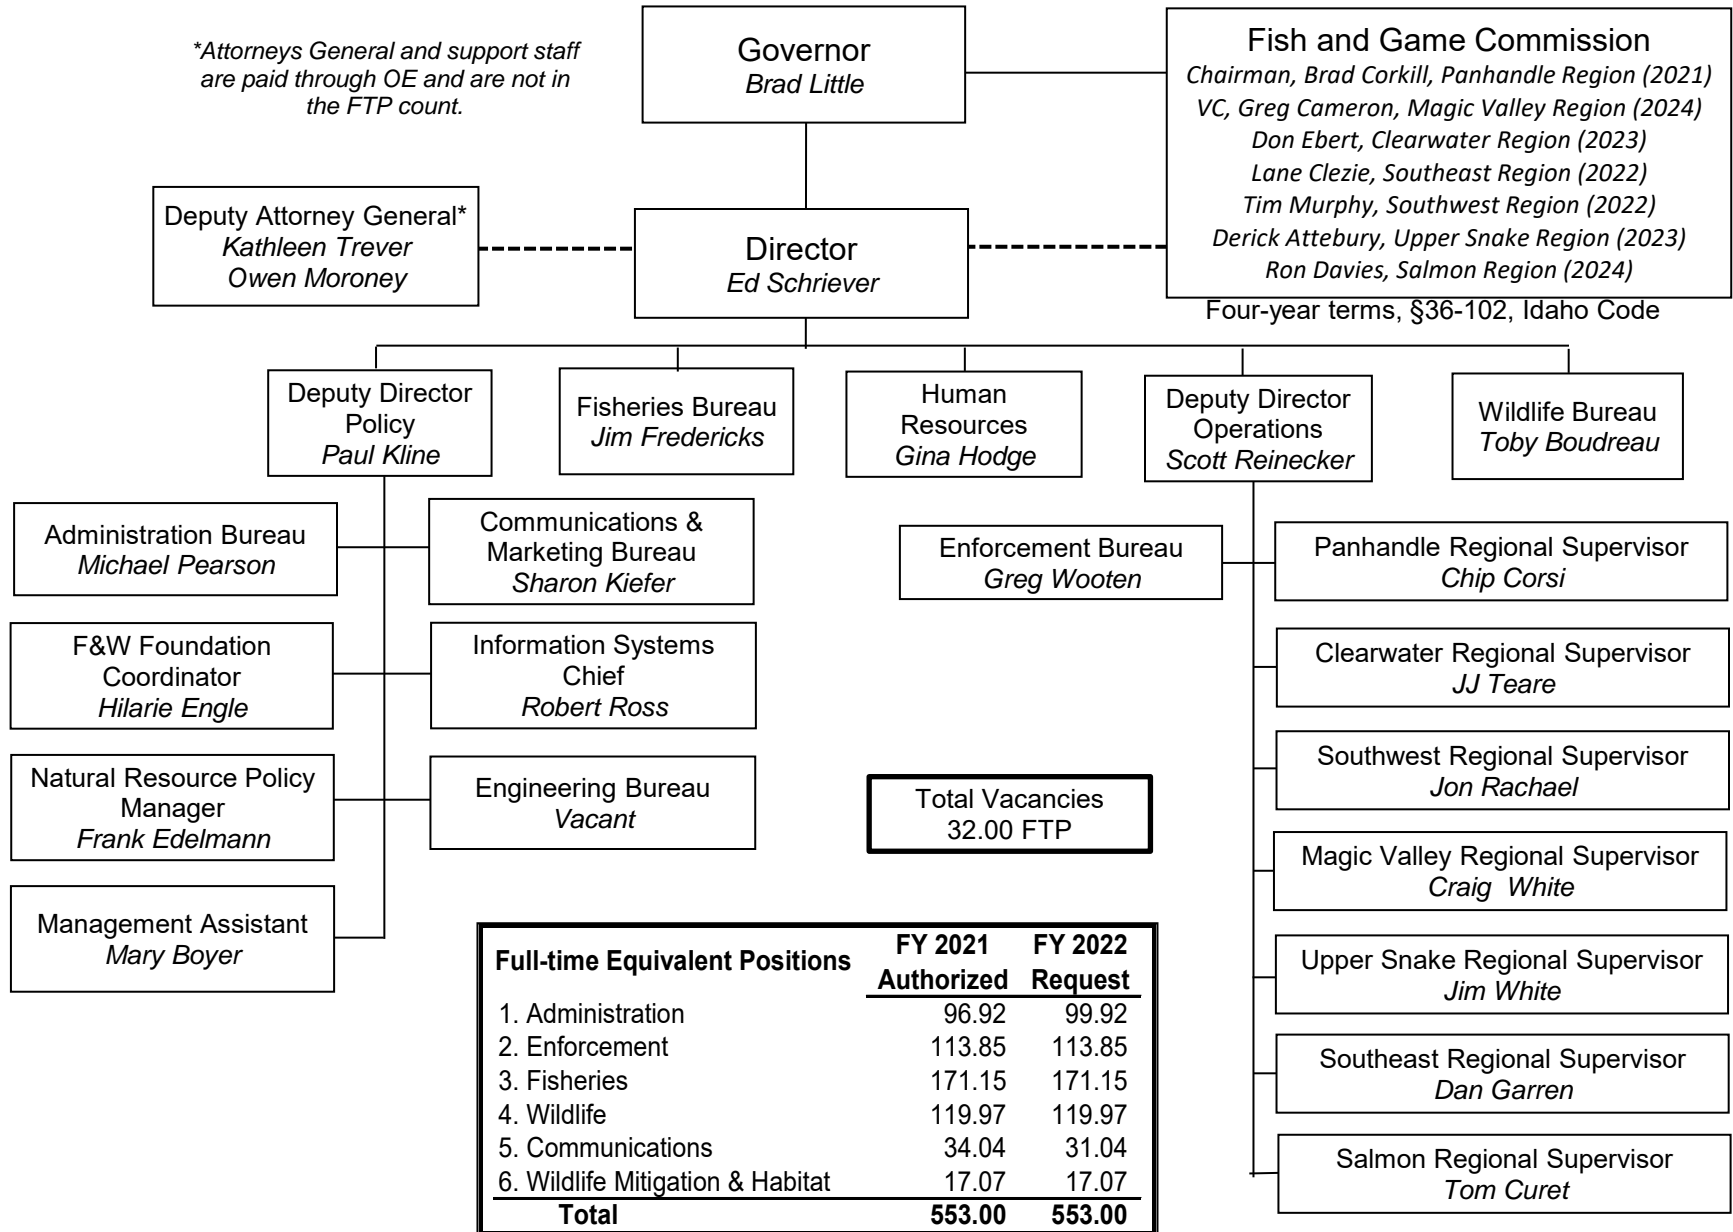 *Attorneys General and support staff
are paid through OE and are not in
the FTP count.
Governor
Brad Little
Fish and Game Commission
Chairman, Brad Corkill, Panhandle Region (2021)
VC, Greg Cameron, Magic Valley Region (2024)
Don Ebert, Clearwater Region (2023)
Lane Clezie, Southeast Region (2022)
Tim Murphy, Southwest Region (2022)
Derick Attebury, Upper Snake Region (2023)
Ron Davies, Salmon Region (2024)
Four-year terms, §36-102, Idaho Code
Deputy Attorney General*
Kathleen Trever
Owen Moroney
Director
Ed Schriever
Deputy Director
Policy
Paul Kline
Fisheries Bureau
Jim Fredericks
Human
Resources
Gina Hodge
Deputy Director
Operations
Scott Reinecker
Wildlife Bureau
Toby Boudreau
Administration Bureau
Michael Pearson
Communications &
Marketing Bureau
Sharon Kiefer
F&W Foundation
Coordinator
Hilarie Engle
Information Systems
Chief
Robert Ross
Natural Resource Policy
Manager
Frank Edelmann
Engineering Bureau
Vacant
Management Assistant
Mary Boyer
Enforcement Bureau
Greg Wooten
Panhandle Regional Supervisor
Chip Corsi
Clearwater Regional Supervisor
JJ Teare
Southwest Regional Supervisor
Jon Rachael
Magic Valley Regional Supervisor
Craig  White
Upper Snake Regional Supervisor
Jim White
Southeast Regional Supervisor
Dan Garren
Salmon Regional Supervisor
Tom Curet
Total Vacancies
32.00 FTP
Full-time Equivalent Positions FY 2021 Authorized FY 2022 Request
1. Administration 96.92 99.92
2. Enforcement 113.85 113.85
3. Fisheries 171.15 171.15
4. Wildlife 119.97 119.97
5. Communications 34.04 31.04
6. Wildlife Mitigation & Habitat 17.07 17.07
Total 553.00 553.00